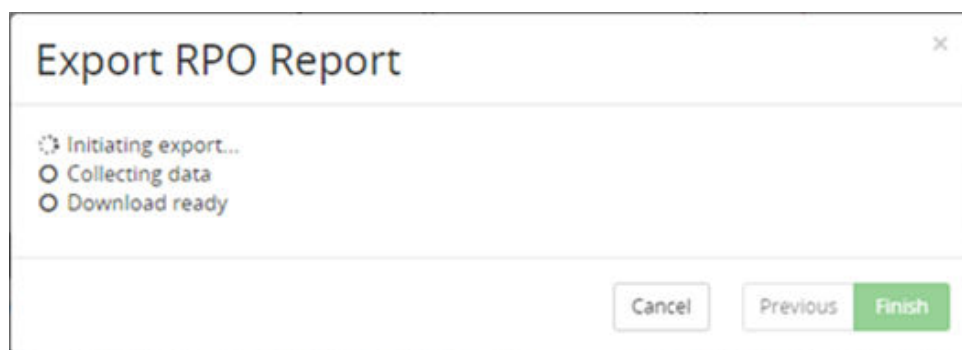 Export RPO Report
×
Initiating export...
Collecting data
Download ready
Cancel Previous Finish